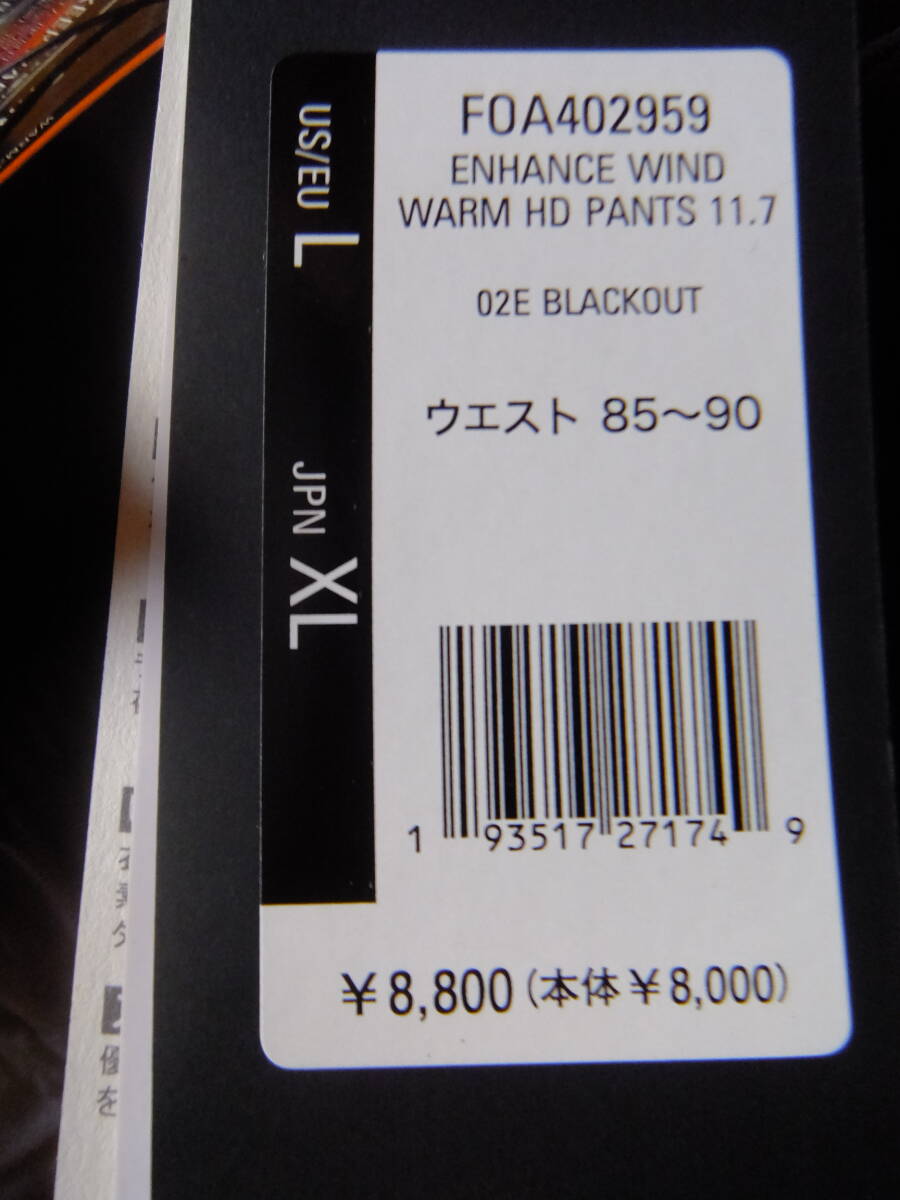 FOA402959
ENHANCE WIND
WARM HD PANTS 11.7
02E BLACKOUT
ウエスト 85～90
US/EU L
JPN XL
1 93517 27174 9
￥8,800（本体￥8,000）
を